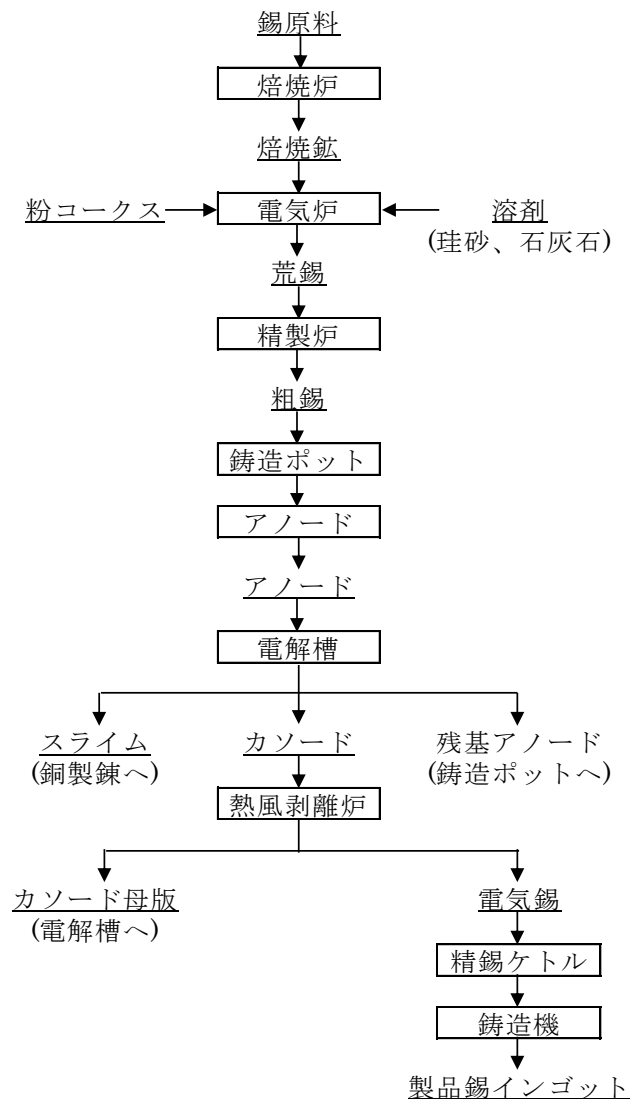 錫原料
焙焼炉
焙焼鉱
粉コークス
電気炉
溶剤
(珪砂、石灰石)
荒錫
精製炉
粗錫
鋳造ポット
アノード
アノード
電解槽
スライム
(銅製錬へ)
カソード
残基アノード
(鋳造ポットへ)
熱風剥離炉
カソード母版
(電解槽へ)
電気錫
精錫ケトル
鋳造機
製品錫インゴット